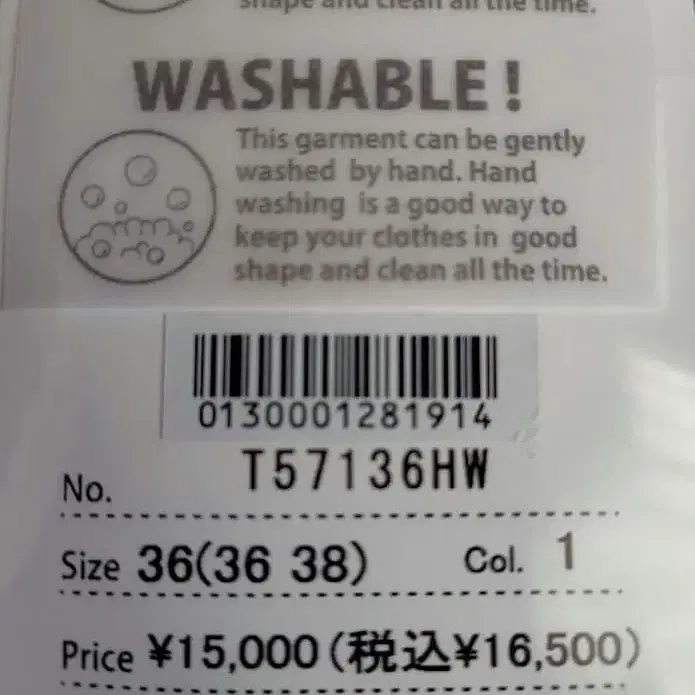 shape and clean all the time.
WASHABLE!
This garment can be gently
washed by hand. Hand
washing is a good way to
keep your clothes in good
shape and clean all the time.
0130001281914
No. T57136HW
Size 36(36 38) Col. 1
Price ¥15,000(税込¥16,500)